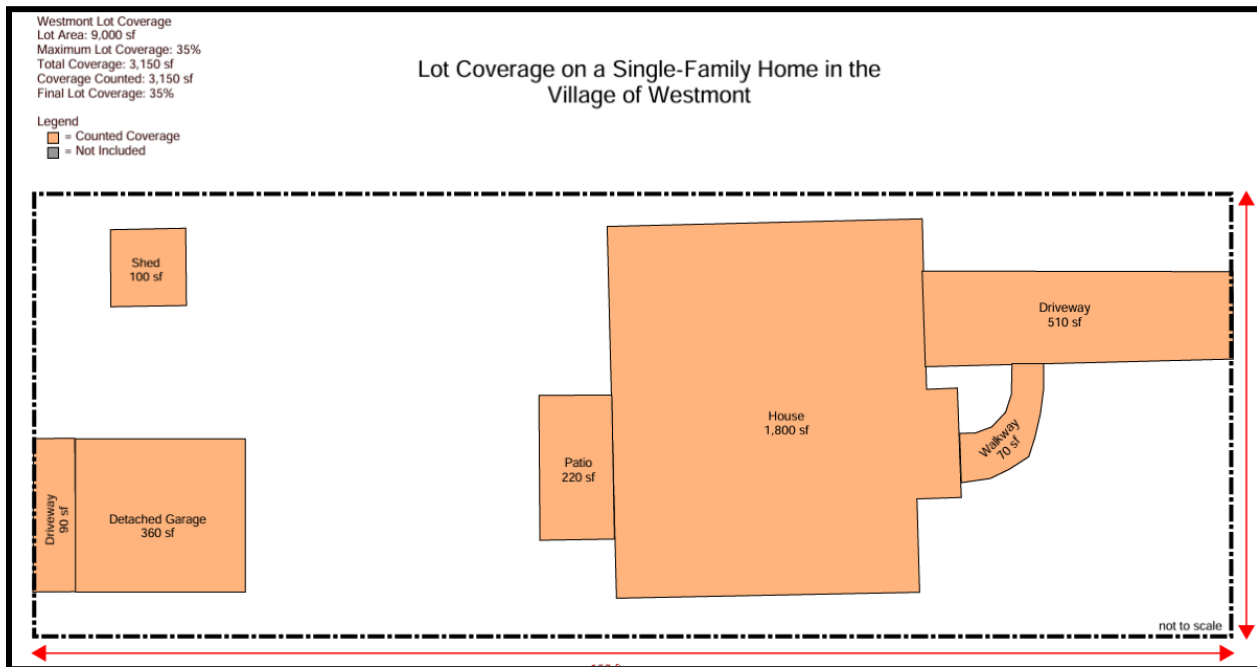 Westmont Lot Coverage
Lot Area: 9,000 sf
Maximum Lot Coverage: 35%
Total Coverage: 3,150 sf
Coverage Counted: 3,150 sf
Final Lot Coverage: 35%
Legend
= Counted Coverage
= Not Included
Lot Coverage on a Single-Family Home in the
Village of Westmont
Shed
100 sf
Driveway
510 sf
House
1,800 sf
Walkway
70 sf
Patio
220 sf
Driveway
90 sf
Detached Garage
360 sf
not to scale